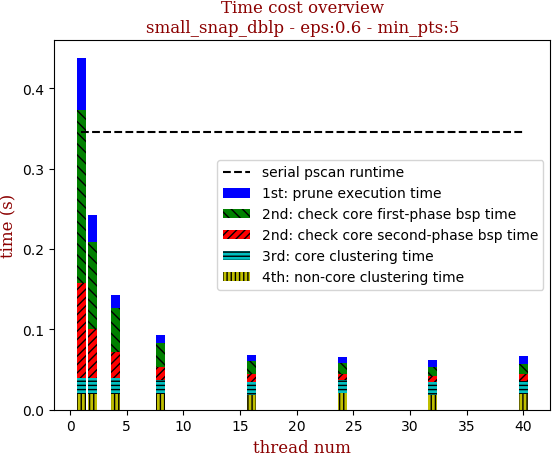 Time cost overview
small_snap_dblp - eps:0.6 - min_pts:5
time (s)
0.4
0.3
0.2
0.1
0.0
serial pscan runtime
1st: prune execution time
2nd: check core first-phase bsp time
2nd: check core second-phase bsp time
3rd: core clustering time
4th: non-core clustering time
0 5 10 15 20 25 30 35 40
thread num